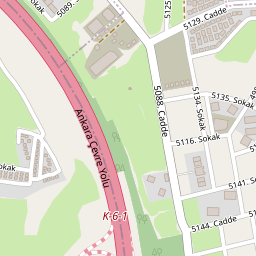 5089. Sokak
5125
5129. Cadde
5088. Cadde
5134. Sokak
5135. Sokak
5116. Sokak
Ankara Çevre Yolu
Sokak
K-6-1
5141. Sokak
5144. Cadde